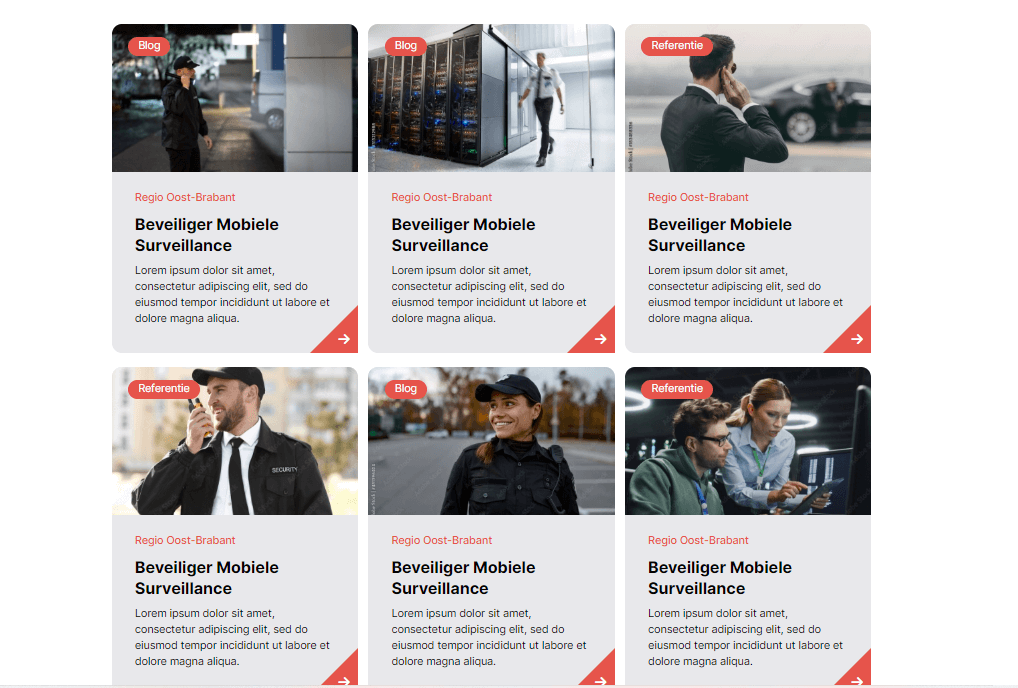 Blog
Regio Oost-Brabant
Beveiliger Mobiele
Surveillance
Lorem ipsum dolor sit amet,
consectetur adipiscing elit, sed do
eiusmod tempor incididunt ut labore et
dolore magna aliqua.
Blog
Regio Oost-Brabant
Beveiliger Mobiele
Surveillance
Lorem ipsum dolor sit amet,
consectetur adipiscing elit, sed do
eiusmod tempor incididunt ut labore et
dolore magna aliqua.
Referentie
Regio Oost-Brabant
Beveiliger Mobiele
Surveillance
Lorem ipsum dolor sit amet,
consectetur adipiscing elit, sed do
eiusmod tempor incididunt ut labore et
dolore magna aliqua.
Referentie
SECURITY
Regio Oost-Brabant
Beveiliger Mobiele
Surveillance
Lorem ipsum dolor sit amet,
consectetur adipiscing elit, sed do
eiusmod tempor incididunt ut labore et
dolore magna aliqua.
Blog
Regio Oost-Brabant
Beveiliger Mobiele
Surveillance
Lorem ipsum dolor sit amet,
consectetur adipiscing elit, sed do
eiusmod tempor incididunt ut labore et
dolore magna aliqua.
Referentie
Regio Oost-Brabant
Beveiliger Mobiele
Surveillance
Lorem ipsum dolor sit amet,
consectetur adipiscing elit, sed do
eiusmod tempor incididunt ut labore et
dolore magna aliqua.